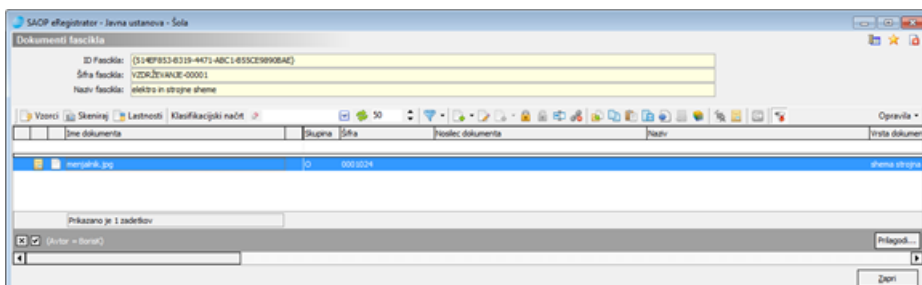 SAOP eRegistrator - Javna ustanova - Šola
Dokumenti fascikla
ID Fascikla: {514EF853-B319-4471-ABC1-855CE9890BAE}
Šifra fascikla: VZDRŽEVANJE-00001
Naziv fascikla: elektro in strojne sheme
Vzorci Skeniraj Lastnosti Klasifikacijski načrt 50 Opravila
Ime dokumenta Skupina Šifra Nosilec dokumenta Naziv Vrsta dokumen
menjalnik.jpg O 0001024 shema strojna
Prikazano je 1 zadetkov
(Avtor = Borist) Prilagodi...
Zapri